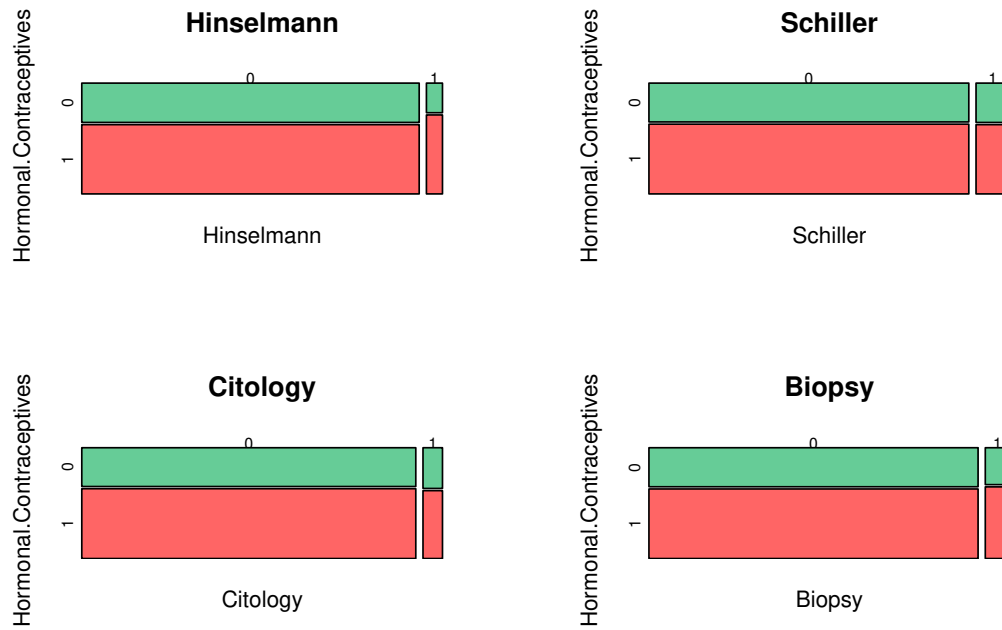 Hinselmann
Hormonal.Contraceptives
0 1
0
1
Hinselmann
Schiller
Hormonal.Contraceptives
0 1
0
1
Schiller
Citology
Hormonal.Contraceptives
0 1
0
1
Citology
Biopsy
Hormonal.Contraceptives
0 1
0
1
Biopsy